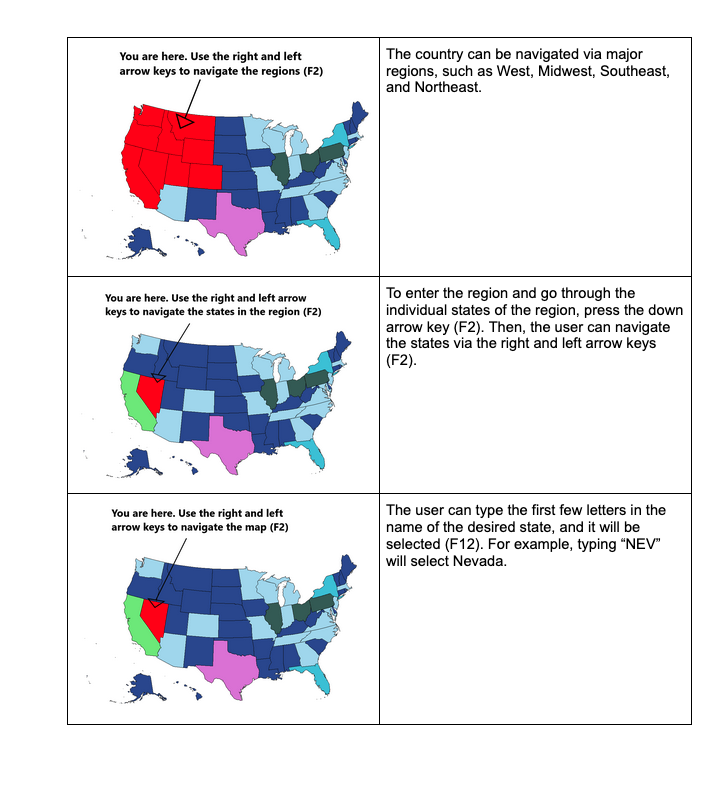 You are here. Use the right and left
arrow keys to navigate the regions (F2)
The country can be navigated via major
regions, such as West, Midwest, Southeast,
and Northeast.
You are here. Use the right and left arrow
keys to navigate the states in the region (F2)
To enter the region and go through the
individual states of the region, press the down
arrow key (F2). Then, the user can navigate
the states via the right and left arrow keys
(F2).
You are here. Use the right and left
arrow keys to navigate the map (F2)
The user can type the first few letters in the
name of the desired state, and it will be
selected (F12). For example, typing “NEV”
will select Nevada.